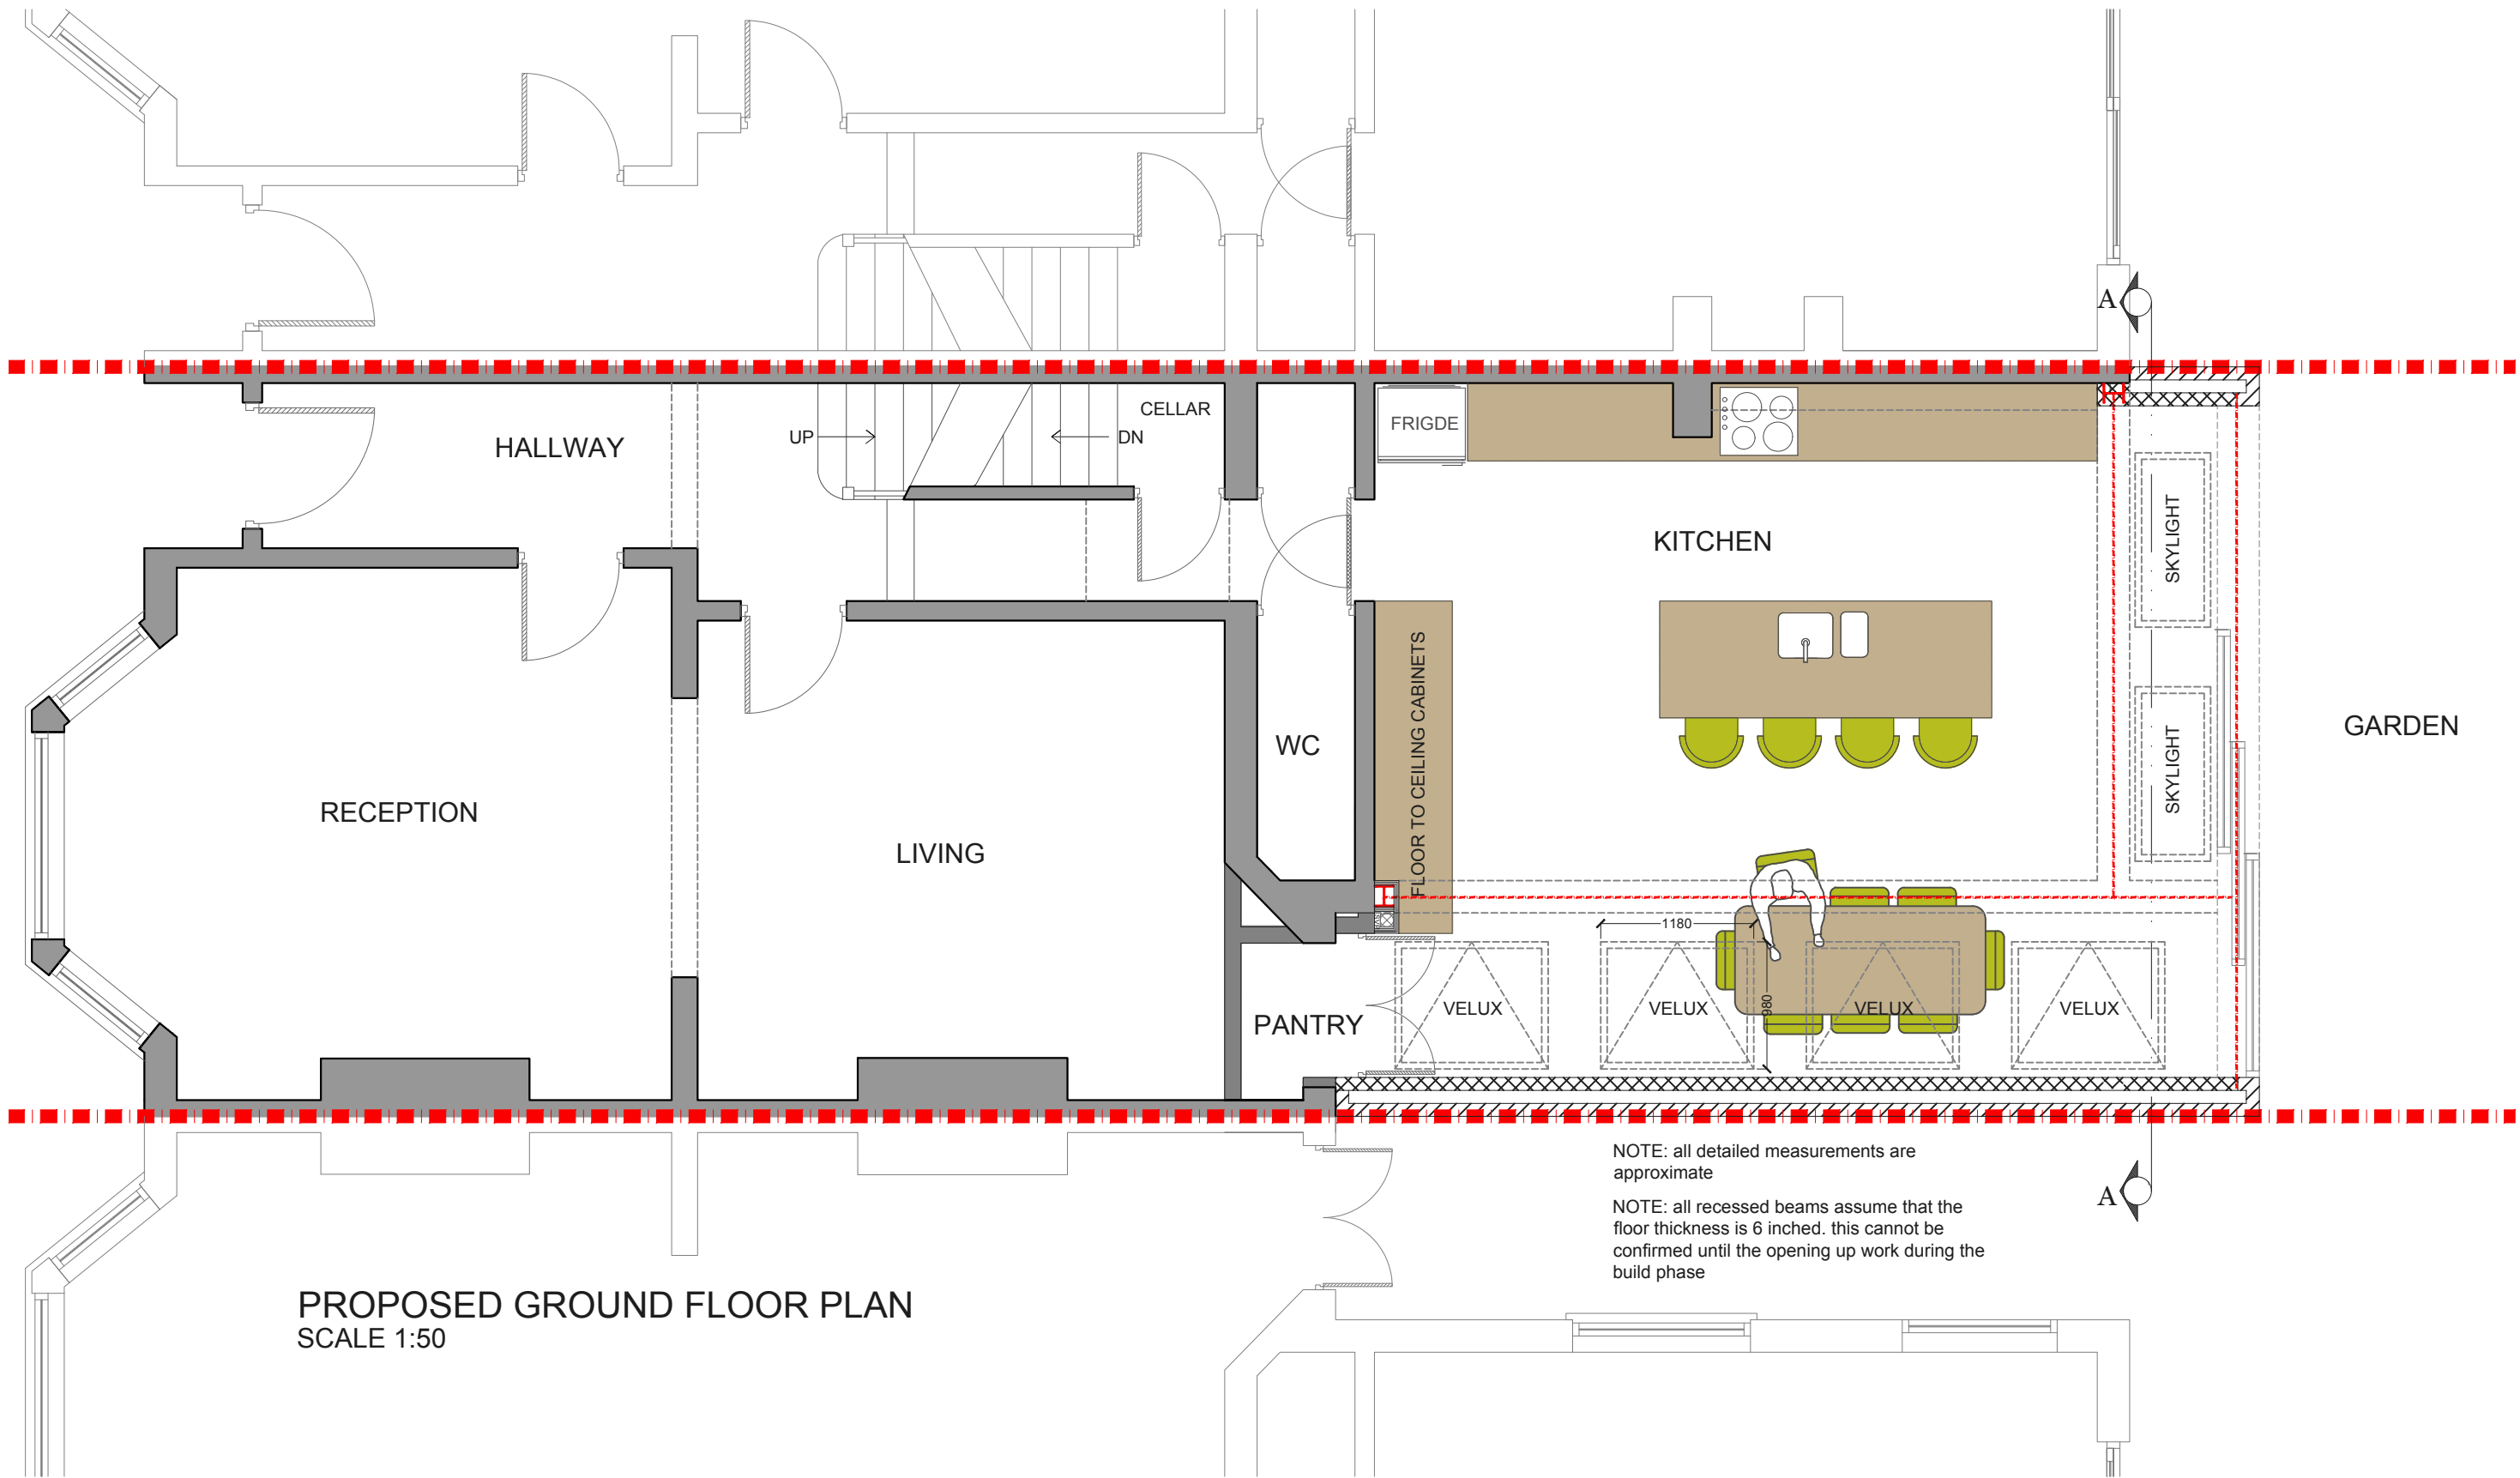 A
CELLAR
UP
DN
FRIGDE
HALLWAY
KITCHEN
SKYLIGHT
SKYLIGHT
FLOOR TO CEILING CABINETS
WC
GARDEN
RECEPTION
LIVING
1180
980
PANTRY
VELUX
VELUX
VELUX
VELUX
NOTE: all detailed measurements are
approximate
A
NOTE: all recessed beams assume that the
floor thickness is 6 inched. this cannot be
confirmed until the opening up work during the
build phase
PROPOSED GROUND FLOOR PLAN
SCALE 1:50